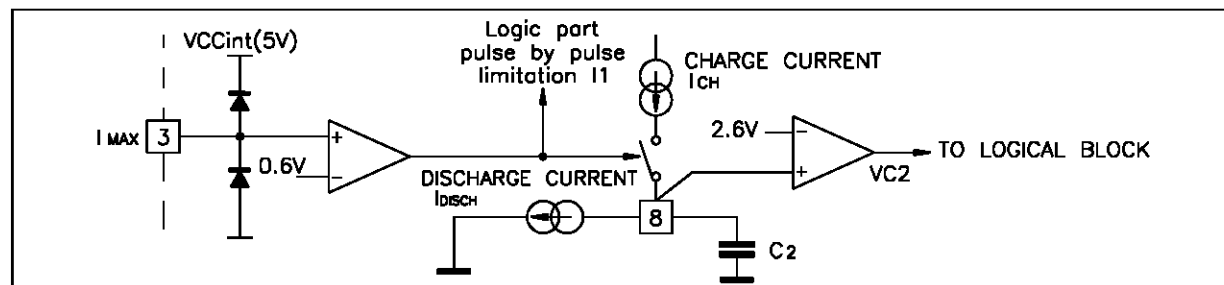 VCCint(5V)
Logic part
pulse by pulse
limitation I1
CHARGE CURRENT
ICH
I MAX
3
+
0.6V
−
2.6V
−
+
VC2
TO LOGICAL BLOCK
DISCHARGE CURRENT
IDISCH
8
C2